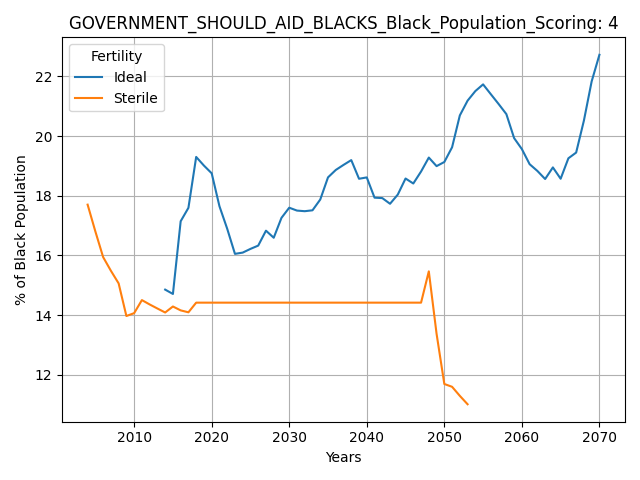 GOVERNMENT_SHOULD_AID_BLACKS_Black_Population_Scoring: 4
Fertility
Ideal
Sterile
% of Black Population
22
20
18
16
14
12
2010 2020 2030 2040 2050 2060 2070
Years